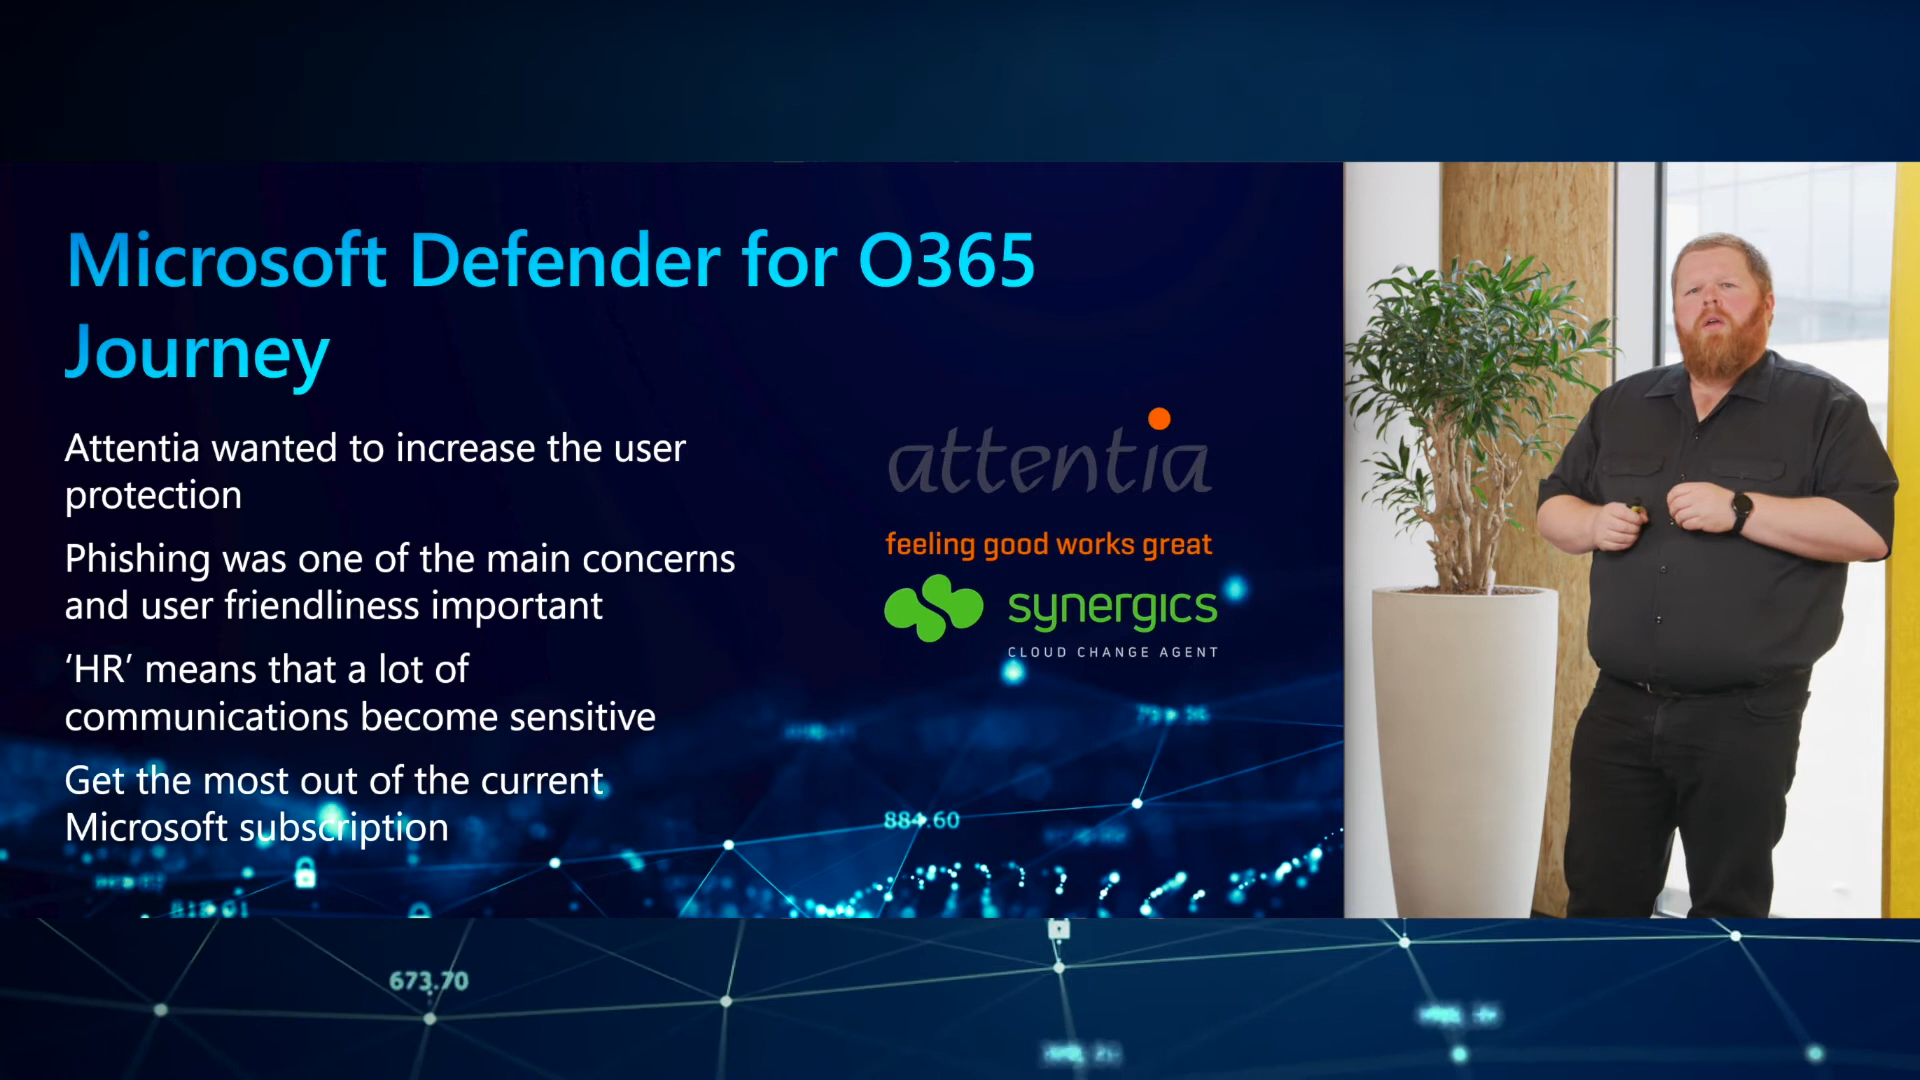 Microsoft Defender for O365
Journey
Attentia wanted to increase the user
protection
Phishing was one of the main concerns
and user friendliness important
‘HR’ means that a lot of
communications become sensitive
Get the most out of the current
Microsoft subscription
attentia
feeling good works great
synergics
CLOUD CHANGE AGENT
884.60
673.70